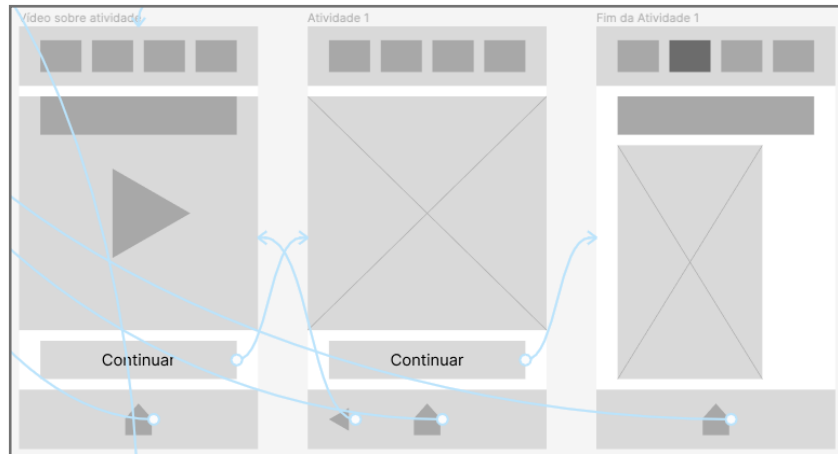 Vídeo sobre atividade
Atividade 1
Fim da Atividade 1
Continuar
Continuar